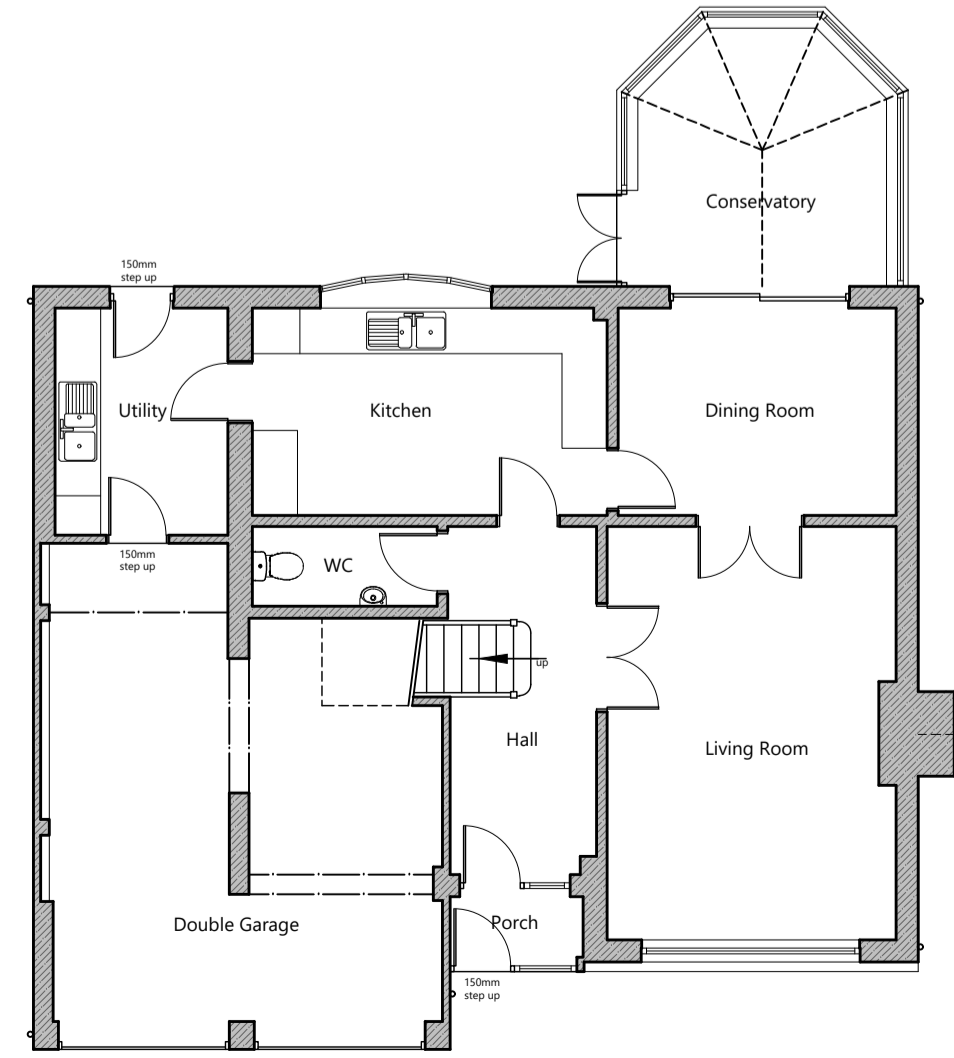 Conservatory
150mm
step up
Utility
Kitchen
Dining Room
150mm
step up
WC
up
Hall
Living Room
Double Garage
Porch
150mm
step up